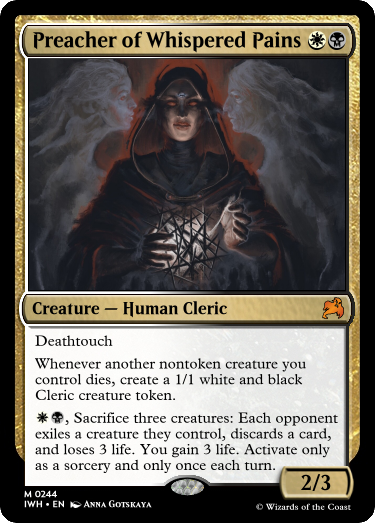 Preacher of Whispered Pains
Creature — Human Cleric
Deathtouch
Whenever another nontoken creature you
control dies, create a 1/1 white and black
Cleric creature token.
, Sacrifice three creatures: Each opponent
exiles a creature they control, discards a card,
and loses 3 life. You gain 3 life. Activate only
as a sorcery and only once each turn.
2/3
M 0244
IWH • EN Anna Gotskaya
© Wizards of the Coast